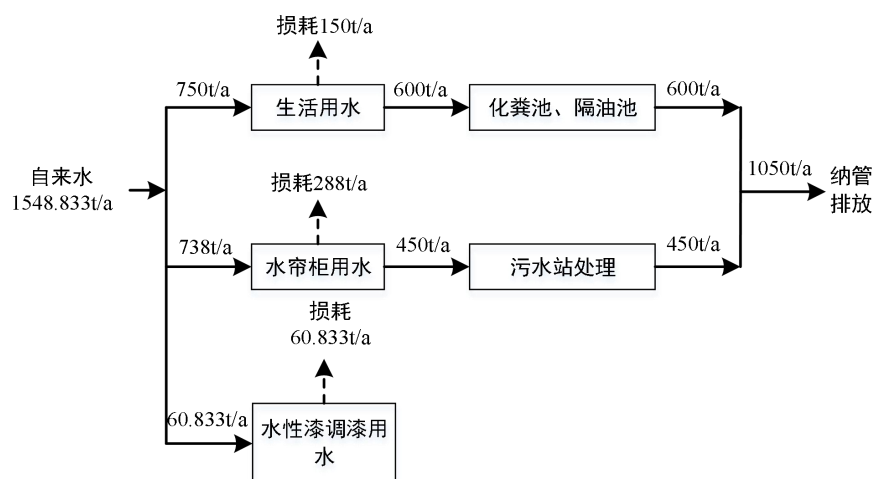 损耗150t/a
750t/a
生活用水
600t/a
化粪池、隔油池
600t/a
自来水
1548.833t/a
损耗288t/a
1050t/a
纳管
排放
738t/a
水帘柜用水
450t/a
污水站处理
450t/a
损耗
60.833t/a
60.833t/a
水性漆调漆用
水